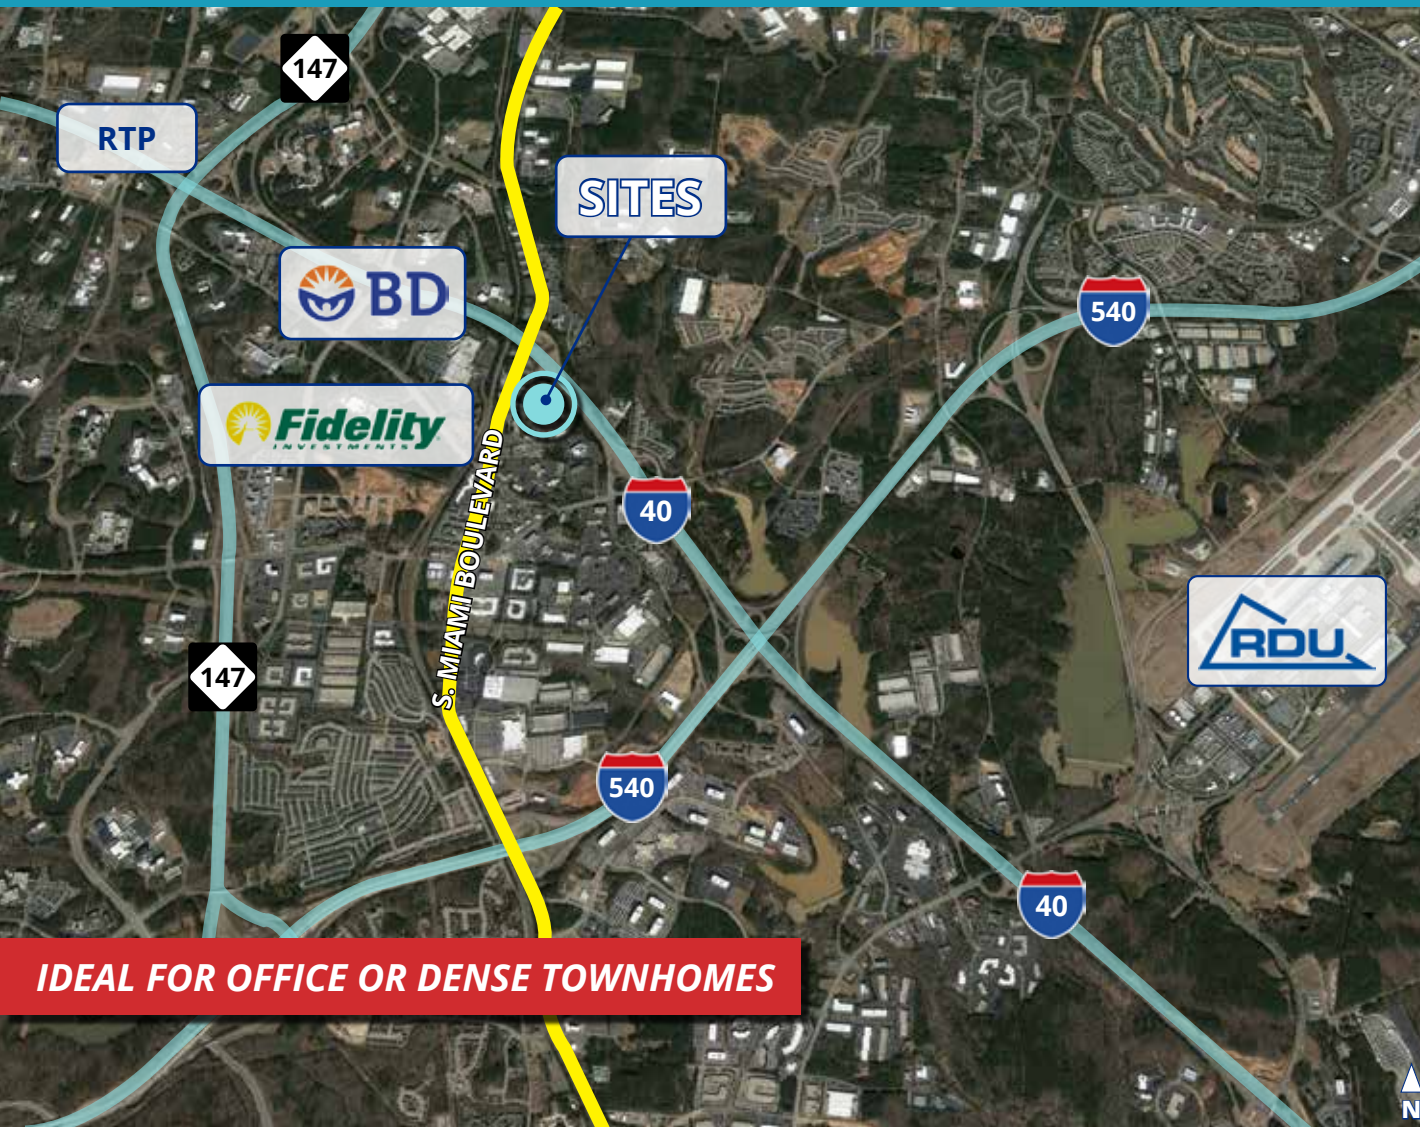 147
RTP
SITES
BD
540
Fidelity
INVESTMENTS
S. MIAMI BOULEVARD
40
RDU
147
540
40
IDEAL FOR OFFICE OR DENSE TOWNHOMES
N